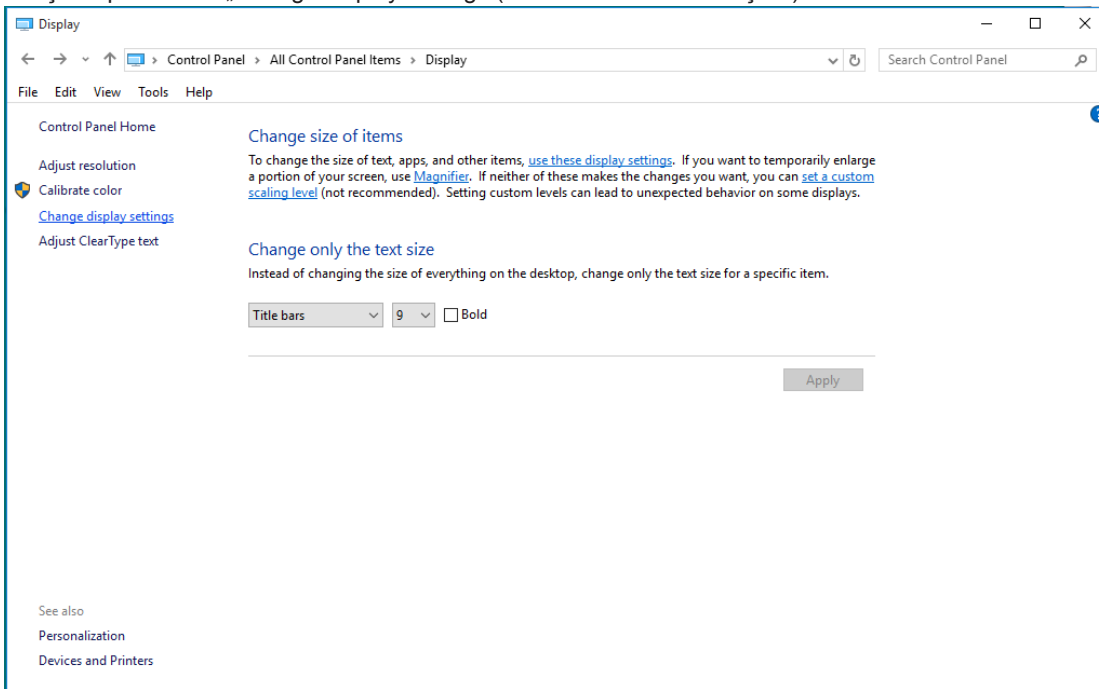 Display
Control Panel > All Control Panel Items > Display
Search Control Panel
File Edit View Tools Help
Control Panel Home
Adjust resolution
Calibrate color
Change display settings
Adjust ClearType text
Change size of items
To change the size of text, apps, and other items, use these display settings. If you want to temporarily enlarge
a portion of your screen, use Magnifier. If neither of these makes the changes you want, you can set a custom
scaling level (not recommended). Setting custom levels can lead to unexpected behavior on some displays.
Change only the text size
Instead of changing the size of everything on the desktop, change only the text size for a specific item.
Title bars 9 Bold
Apply
See also
Personalization
Devices and Printers